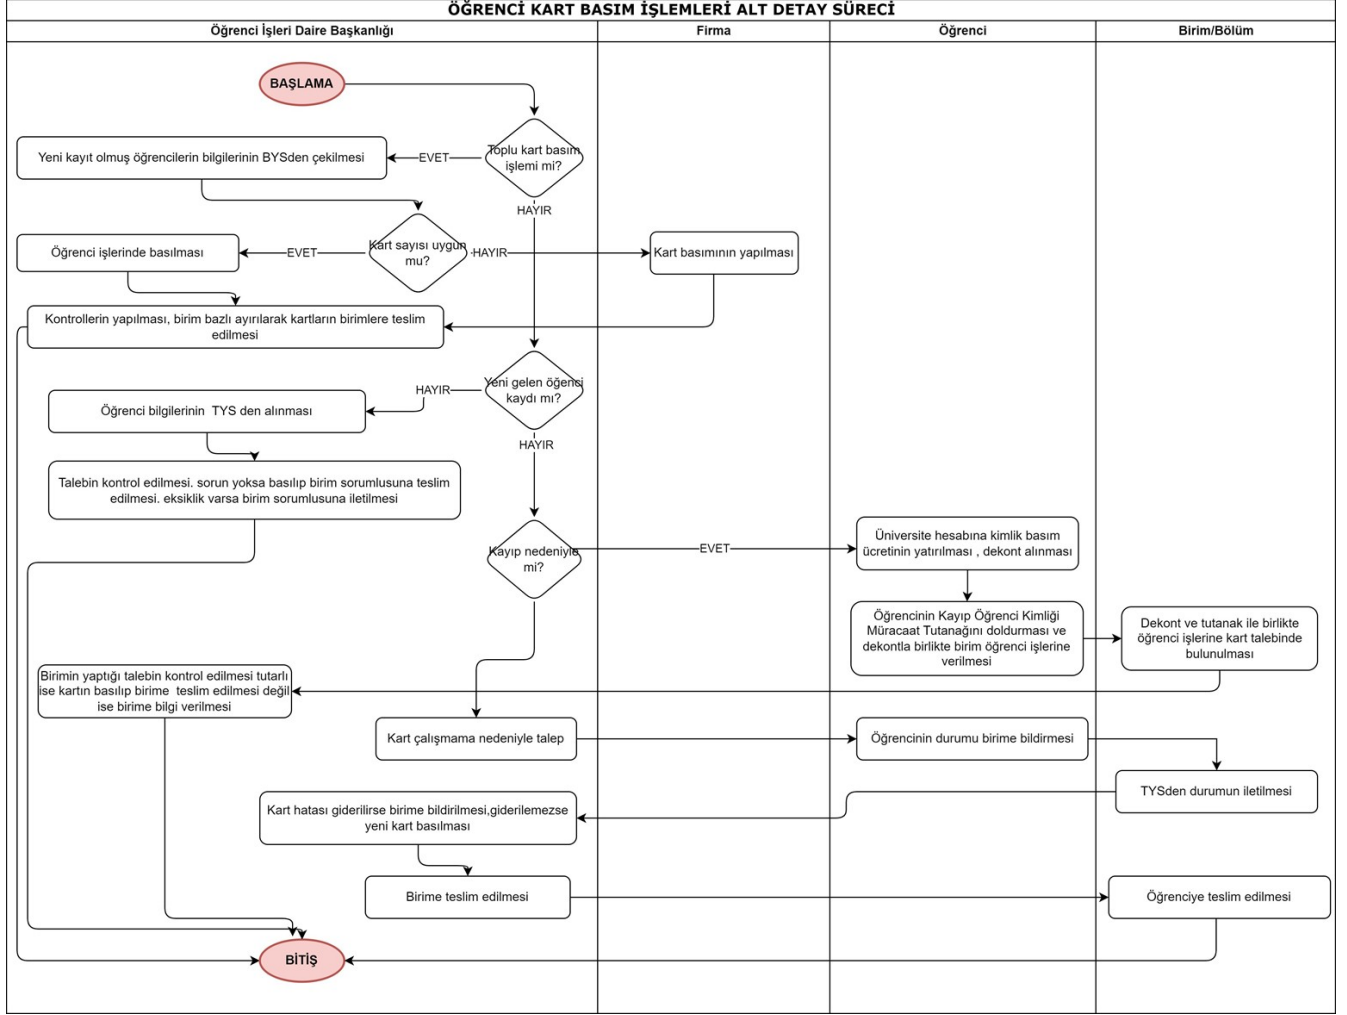 ÖĞRENCİ KART BASIM İŞLEMLERİ ALT DETAY SÜRECİ
Öğrenci İşleri Daire Başkanlığı
Firma
Öğrenci
Birim/Bölüm
BAŞLAMA
Toplu kart basım
işlemi mi?
EVET
Yeni kayıt olmuş öğrencilerin bilgilerinin BYSden çekilmesi
HAYIR
Kart sayısı uygun
mu?
EVET
HAYIR
Öğrenci işlerinde basılması
Kart basımının yapılması
Kontrollerin yapılması, birim bazlı ayırılarak kartların birimlere teslim
edilmesi
Yeni gelen öğenci
kaydı mı?
HAYIR
Öğrenci bilgilerinin TYS den alınması
HAYIR
Talebin kontrol edilmesi. sorun yoksa basılıp birim sorumlusuna teslim
edilmesi. eksiklik varsa birim sorumlusuna iletilmesi
Kayıp nedeniyle
mi?
EVET
Üniversite hesabına kimlik basım
ücretinin yatırılması , dekont alınması
Öğrencinin Kayıp Öğrenci Kimliği
Müracaat Tutanağını doldurması ve
dekontla birlikte birim öğrenci işlerine
verilmesi
Dekont ve tutanak ile birlikte
öğrenci işlerine kart talebinde
bulunulması
Birimin yaptığı talebin kontrol edilmesi tutarlı
ise kartın basılıp birime teslim edilmesi değil
ise birime bilgi verilmesi
Kart çalışmama nedeniyle talep
Öğrencinin durumu birime bildirmesi
TYSden durumun iletilmesi
Kart hatası giderilirse birime bildirilmesi,giderilemezse
yeni kart basılması
Birime teslim edilmesi
Öğrenciye teslim edilmesi
BİTİŞ